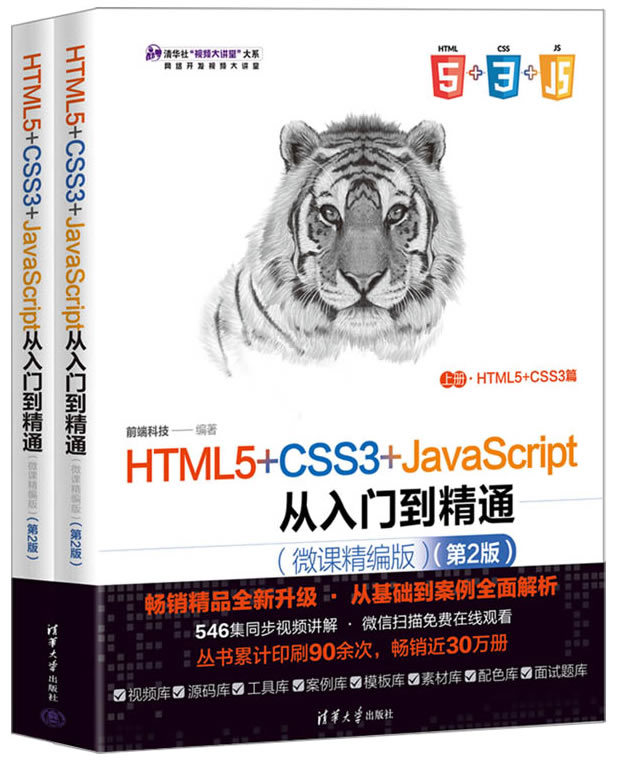 HTML5+CSS3+JavaScript从入门到精通（微课精编版）（第2版）
清华大学出版社
HTML5+CSS3+JavaScript从入门到精通（微课精编版）（第2版）
清华社“视频大讲堂”大系
网络开发视频大讲堂
HTML CSS JS
5+3+JS
上册·HTML5+CSS3篇
前端科技——编著
HTML5+CSS3+JavaScript
从入门到精通
（微课精编版）（第2版）
畅销精品全新升级·从基础到案例全面解析
546集同步视频讲解·微信扫描免费在线观看
丛书累计印刷90余次，畅销近30万册
视频库 源码库 工具库 案例库 模板库 素材库 配色库 面试题库
清华大学出版社